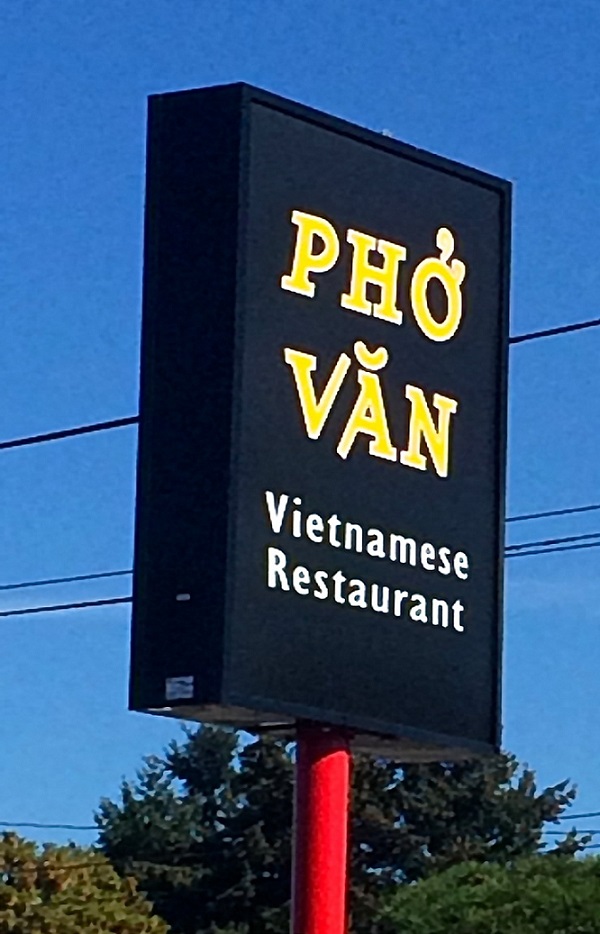 PHỞ
VĂN
Vietnamese
Restaurant